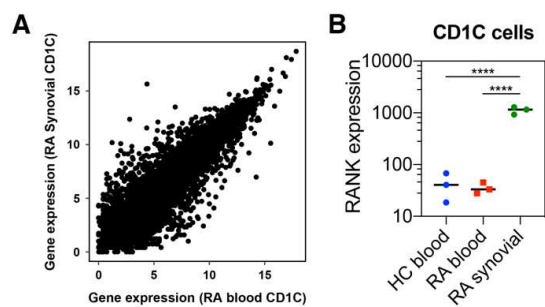 A
Gene expression (RA Synovial CD1C)
15
10
5
0
0
5
10
15
Gene expression (RA blood CD1C)
B
CD1C cells
****
****
RANK expression
10000
1000
100
10
HC blood
RA blood
RA synovial